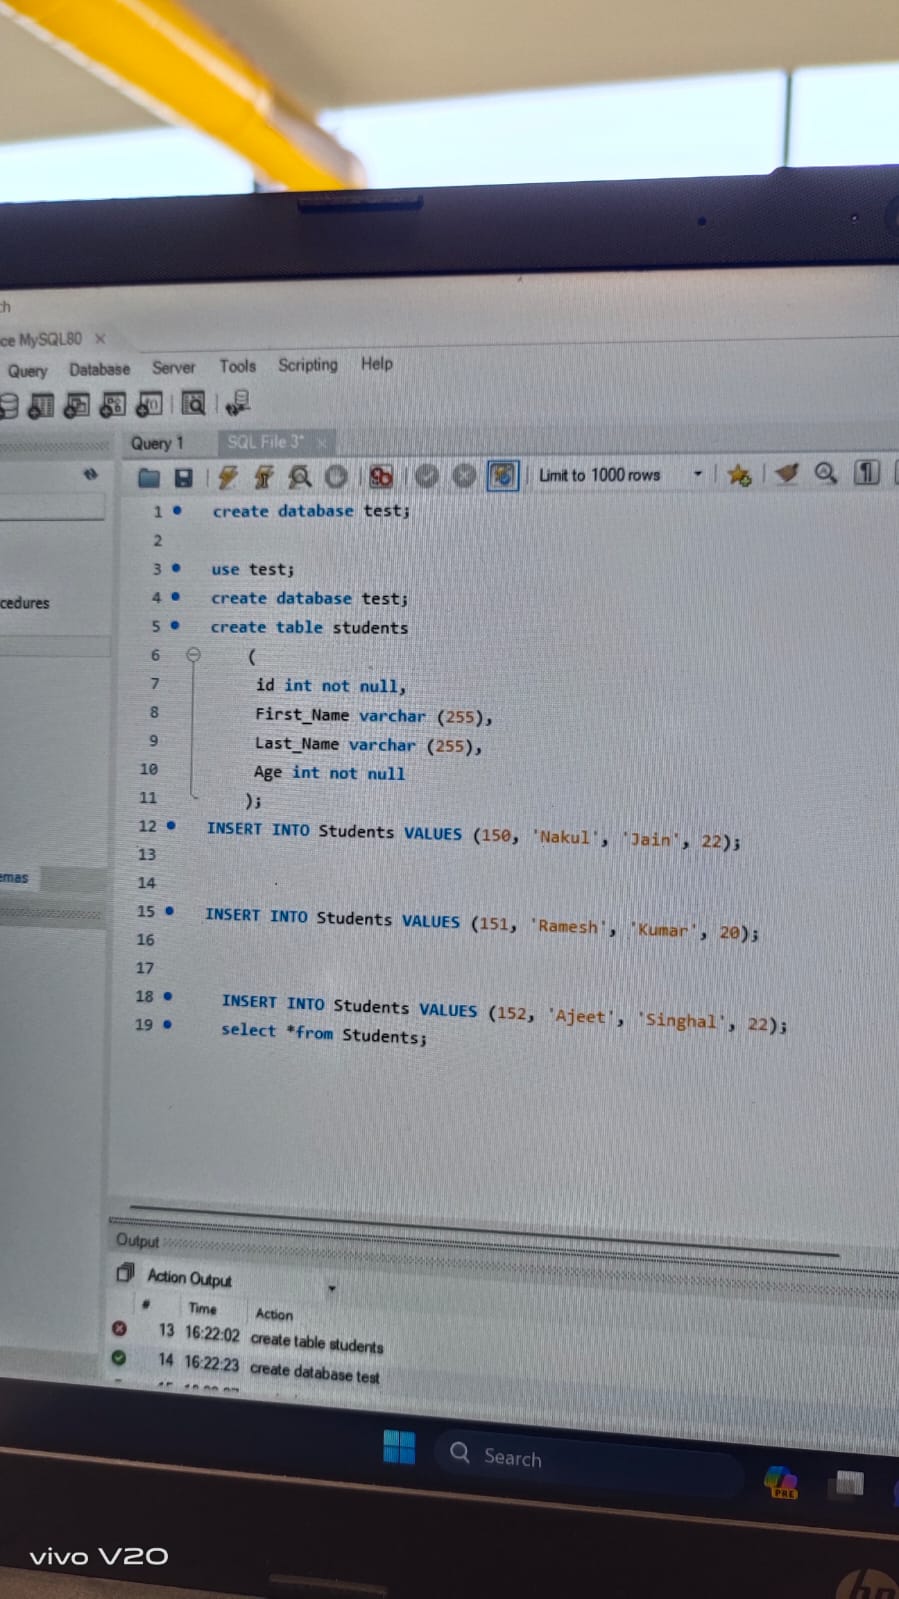 ce MySQL80 ×
Query Database Server Tools Scripting Help
Query 1 SQL File 3* ×
Limit to 1000 rows
1 create database test;
2
3 use test;
4 create database test;
5 create table students
6 (
7 id int not null,
8 First_Name varchar (255),
9 Last_Name varchar (255),
10 Age int not null
11 );
12 INSERT INTO Students VALUES (150, 'Nakul', 'Jain', 22);
13
14
15 INSERT INTO Students VALUES (151, 'Ramesh', 'Kumar', 20);
16
17
18 INSERT INTO Students VALUES (152, 'Ajeet', 'Singhal', 22);
19 select *from Students;
cedures
emas
Output
Action Output
# Time Action
13 16:22:02 create table students
14 16:22:23 create database test
Search
PRE
vivo V20
hp